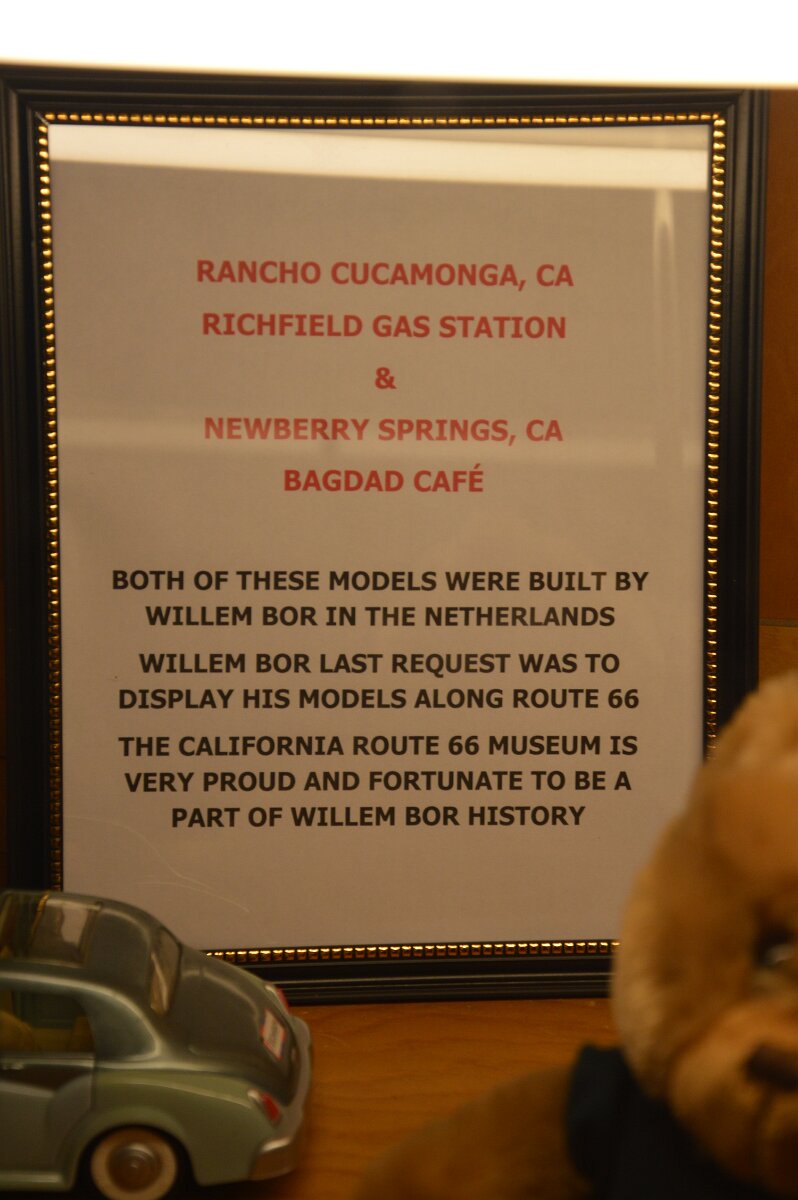 RANCHO CUCAMONGA, CA
RICHFIELD GAS STATION
&
NEWBERRY SPRINGS, CA
BAGDAD CAFÉ
BOTH OF THESE MODELS WERE BUILT BY
WILLEM BOR IN THE NETHERLANDS
WILLEM BOR LAST REQUEST WAS TO
DISPLAY HIS MODELS ALONG ROUTE 66
THE CALIFORNIA ROUTE 66 MUSEUM IS
VERY PROUD AND FORTUNATE TO BE A
PART OF WILLEM BOR HISTORY